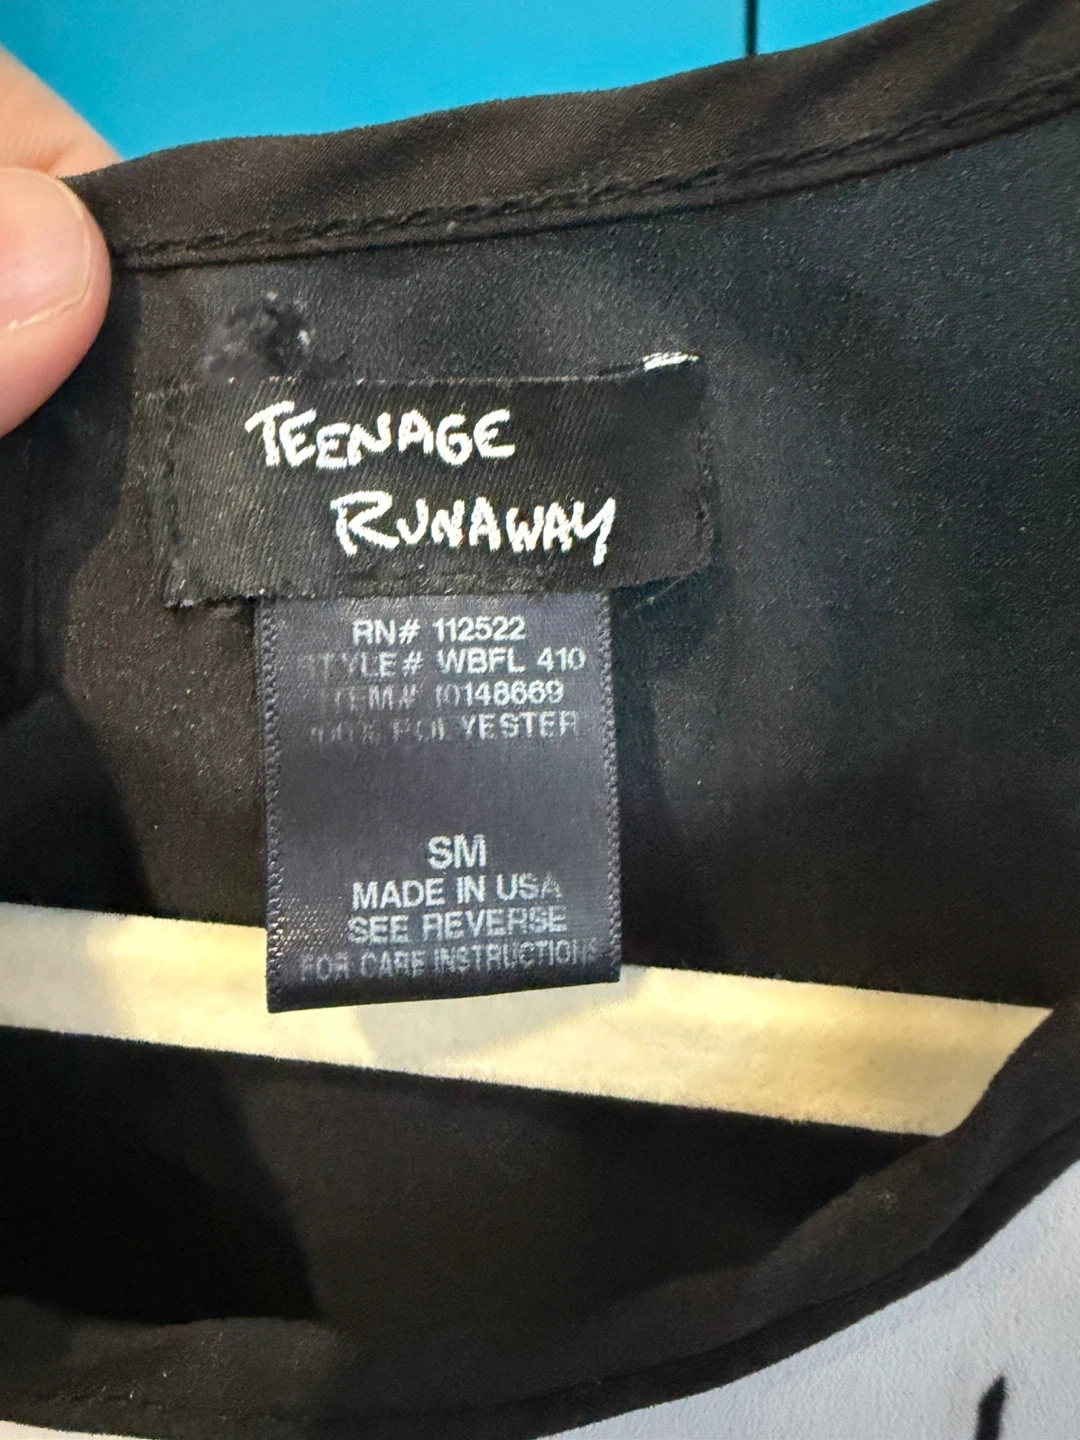 TEENAGE
RUNAWAY
RN# 112522
STYLE# WBFL 410
ITEM# 10148669
100% POLYESTER
SM
MADE IN USA
SEE REVERSE
FOR CARE INSTRUCTIONS